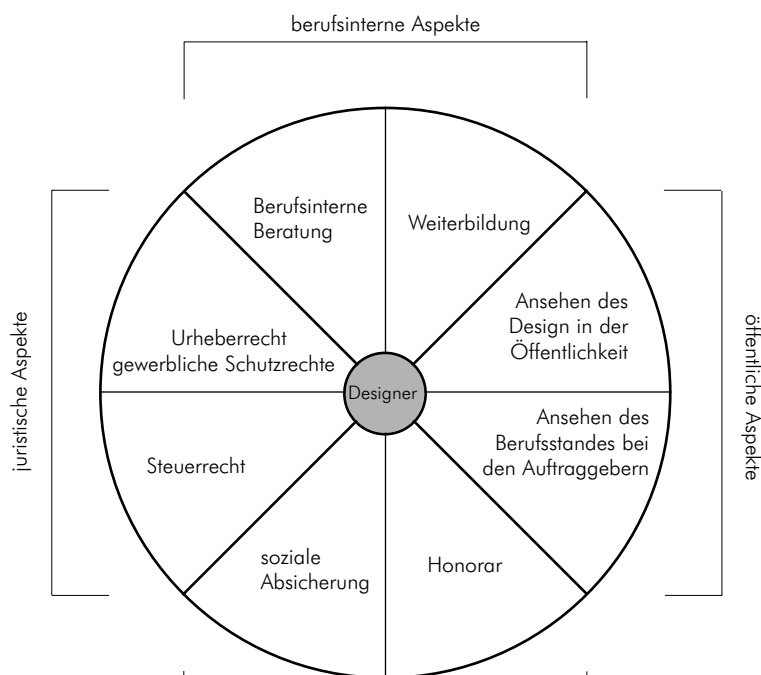 berufsinterne Aspekte
Berufsinterne
Beratung
Weiterbildung
Urheberrecht
gewerbliche Schutzrechte
Ansehen des
Design in der
Öffentlichkeit
juristische Aspekte
Designer
öffentliche Aspekte
Steuerrecht
Ansehen des
Berufsstandes bei
den Auftraggebern
soziale
Absicherung
Honorar